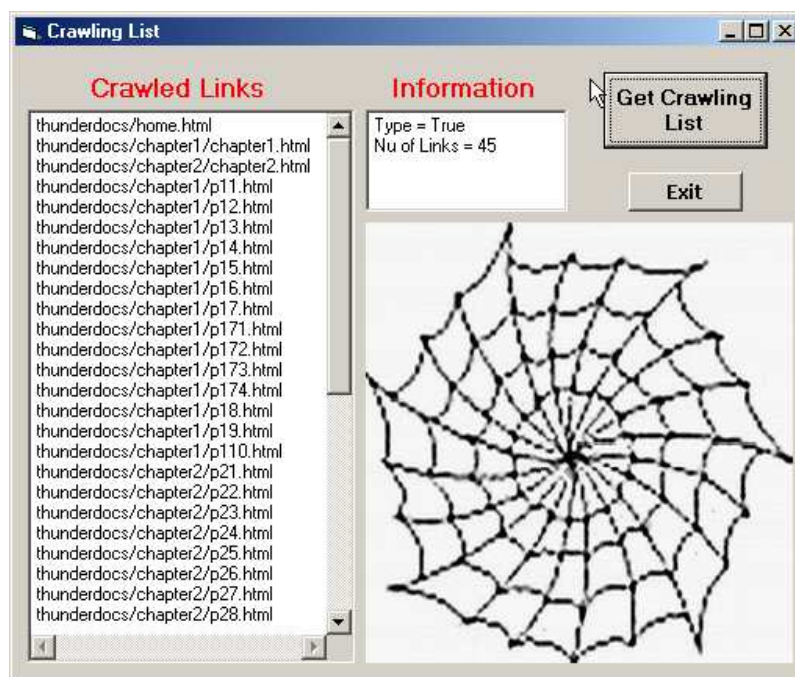 Crawling List
Crawled Links
thunderdocs/home.html
thunderdocs/chapter1/chapter1.html
thunderdocs/chapter2/chapter2.html
thunderdocs/chapter1/p11.html
thunderdocs/chapter1/p12.html
thunderdocs/chapter1/p13.html
thunderdocs/chapter1/p14.html
thunderdocs/chapter1/p15.html
thunderdocs/chapter1/p16.html
thunderdocs/chapter1/p17.html
thunderdocs/chapter1/p171.html
thunderdocs/chapter1/p172.html
thunderdocs/chapter1/p173.html
thunderdocs/chapter1/p174.html
thunderdocs/chapter1/p18.html
thunderdocs/chapter1/p19.html
thunderdocs/chapter1/p110.html
thunderdocs/chapter2/p21.html
thunderdocs/chapter2/p22.html
thunderdocs/chapter2/p23.html
thunderdocs/chapter2/p24.html
thunderdocs/chapter2/p25.html
thunderdocs/chapter2/p26.html
thunderdocs/chapter2/p27.html
thunderdocs/chapter2/p28.html
Information
Type = True
Nu of Links = 45
Get Crawling
List
Exit